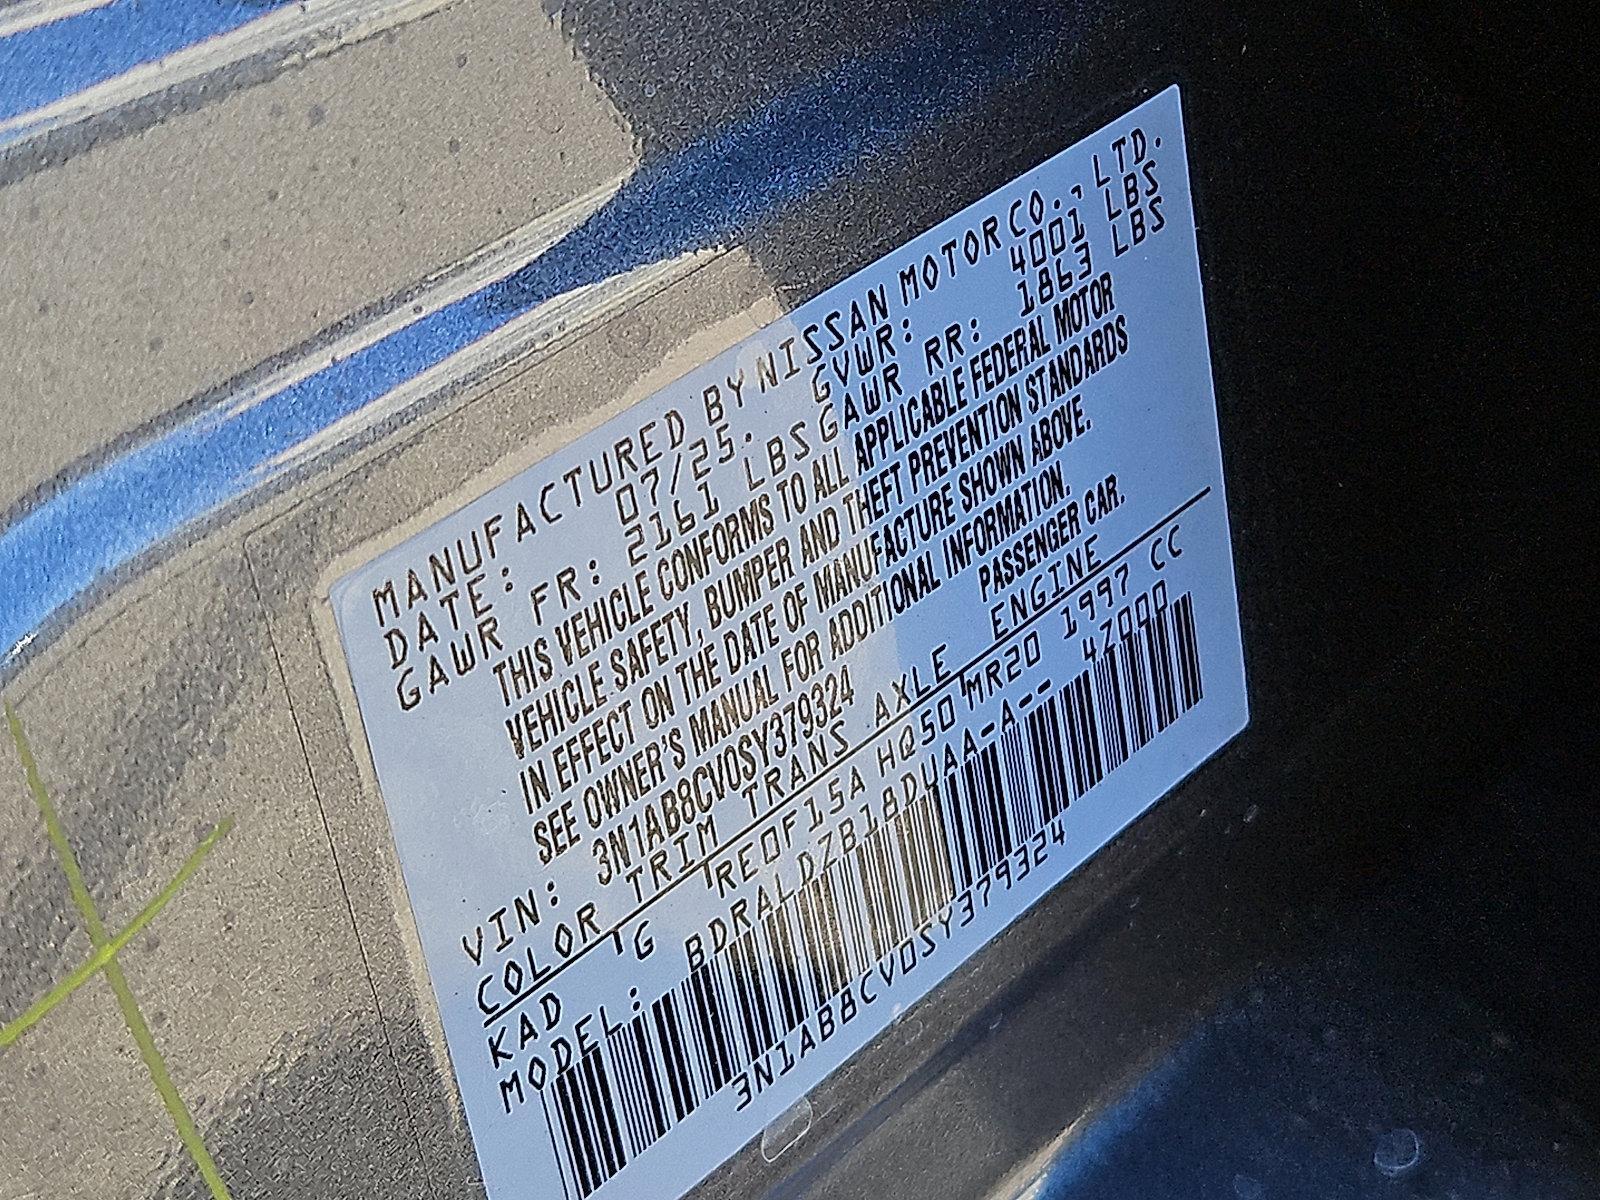 MANUFACTURED BY NISSAN MOTOR CO., LTD.
DATE: 07/25. GVWR: 4001 LBS
GAWR FR: 2161 LBS GAWR RR: 1863 LBS
THIS VEHICLE CONFORMS TO ALL APPLICABLE FEDERAL MOTOR
VEHICLE SAFETY, BUMPER AND THEFT PREVENTION STANDARDS
IN EFFECT ON THE DATE OF MANUFACTURE SHOWN ABOVE.
SEE OWNER'S MANUAL FOR ADDITIONAL INFORMATION.
VIN: 3N1AB8CV0SY379324 PASSENGER CAR.
COLOR TRIM TRANS AXLE ENGINE
KAD G RE0F15A HQ50 MR20 1997 CC
MODEL: BDRALDZB18DUAA-A-- 4Z000
3N1AB8CV0SY379324